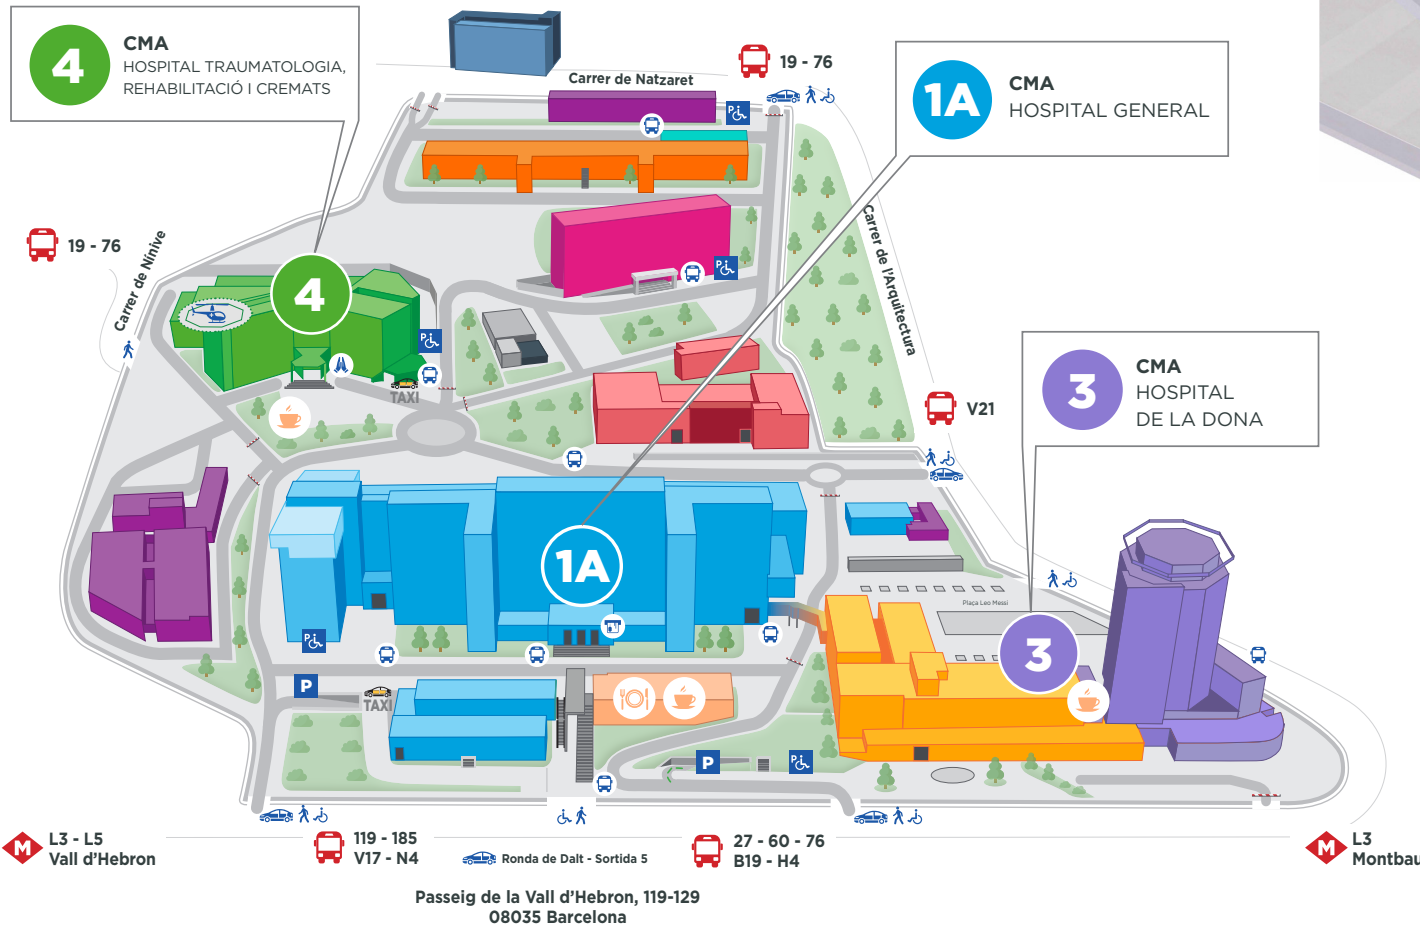 4
CMA
HOSPITAL TRAUMATOLOGIA,
REHABILITACIÓ I CREMATS
19 - 76
Carrer de Natzaret
1A
CMA
HOSPITAL GENERAL
19 - 76
Carrer de Nínive
Carrer de l'Arquitectura
4
P
P
P
TAXI
V21
3
CMA
HOSPITAL
DE LA DONA
1A
Plaça Leo Messi
3
P
P
TAXI
P
P
M
L3 - L5
Vall d'Hebron
119 - 185
V17 - N4
Ronda de Dalt - Sortida 5
27 - 60 - 76
B19 - H4
M
L3
Montbau
Passeig de la Vall d'Hebron, 119-129
08035 Barcelona